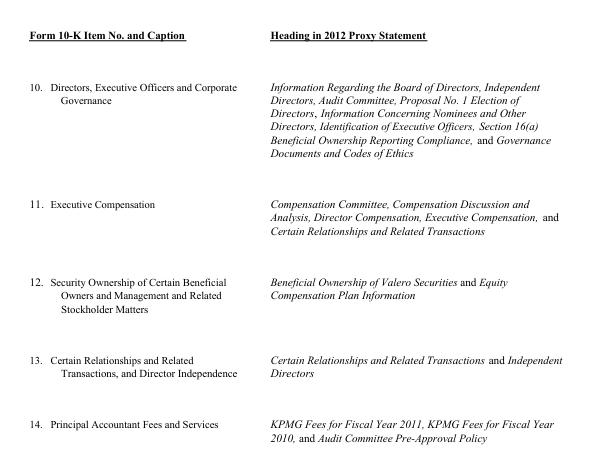 Form 10-K Item No. and Caption
Heading in 2012 Proxy Statement
10. Directors, Executive Officers and Corporate
Governance
Information Regarding the Board of Directors, Independent
Directors, Audit Committee, Proposal No. 1 Election of
Directors, Information Concerning Nominees and Other
Directors, Identification of Executive Officers, Section 16(a)
Beneficial Ownership Reporting Compliance, and Governance
Documents and Codes of Ethics
11. Executive Compensation
Compensation Committee, Compensation Discussion and
Analysis, Director Compensation, Executive Compensation, and
Certain Relationships and Related Transactions
12. Security Ownership of Certain Beneficial
Owners and Management and Related
Stockholder Matters
Beneficial Ownership of Valero Securities and Equity
Compensation Plan Information
13. Certain Relationships and Related
Transactions, and Director Independence
Certain Relationships and Related Transactions and Independent
Directors
14. Principal Accountant Fees and Services
KPMG Fees for Fiscal Year 2011, KPMG Fees for Fiscal Year
2010, and Audit Committee Pre-Approval Policy